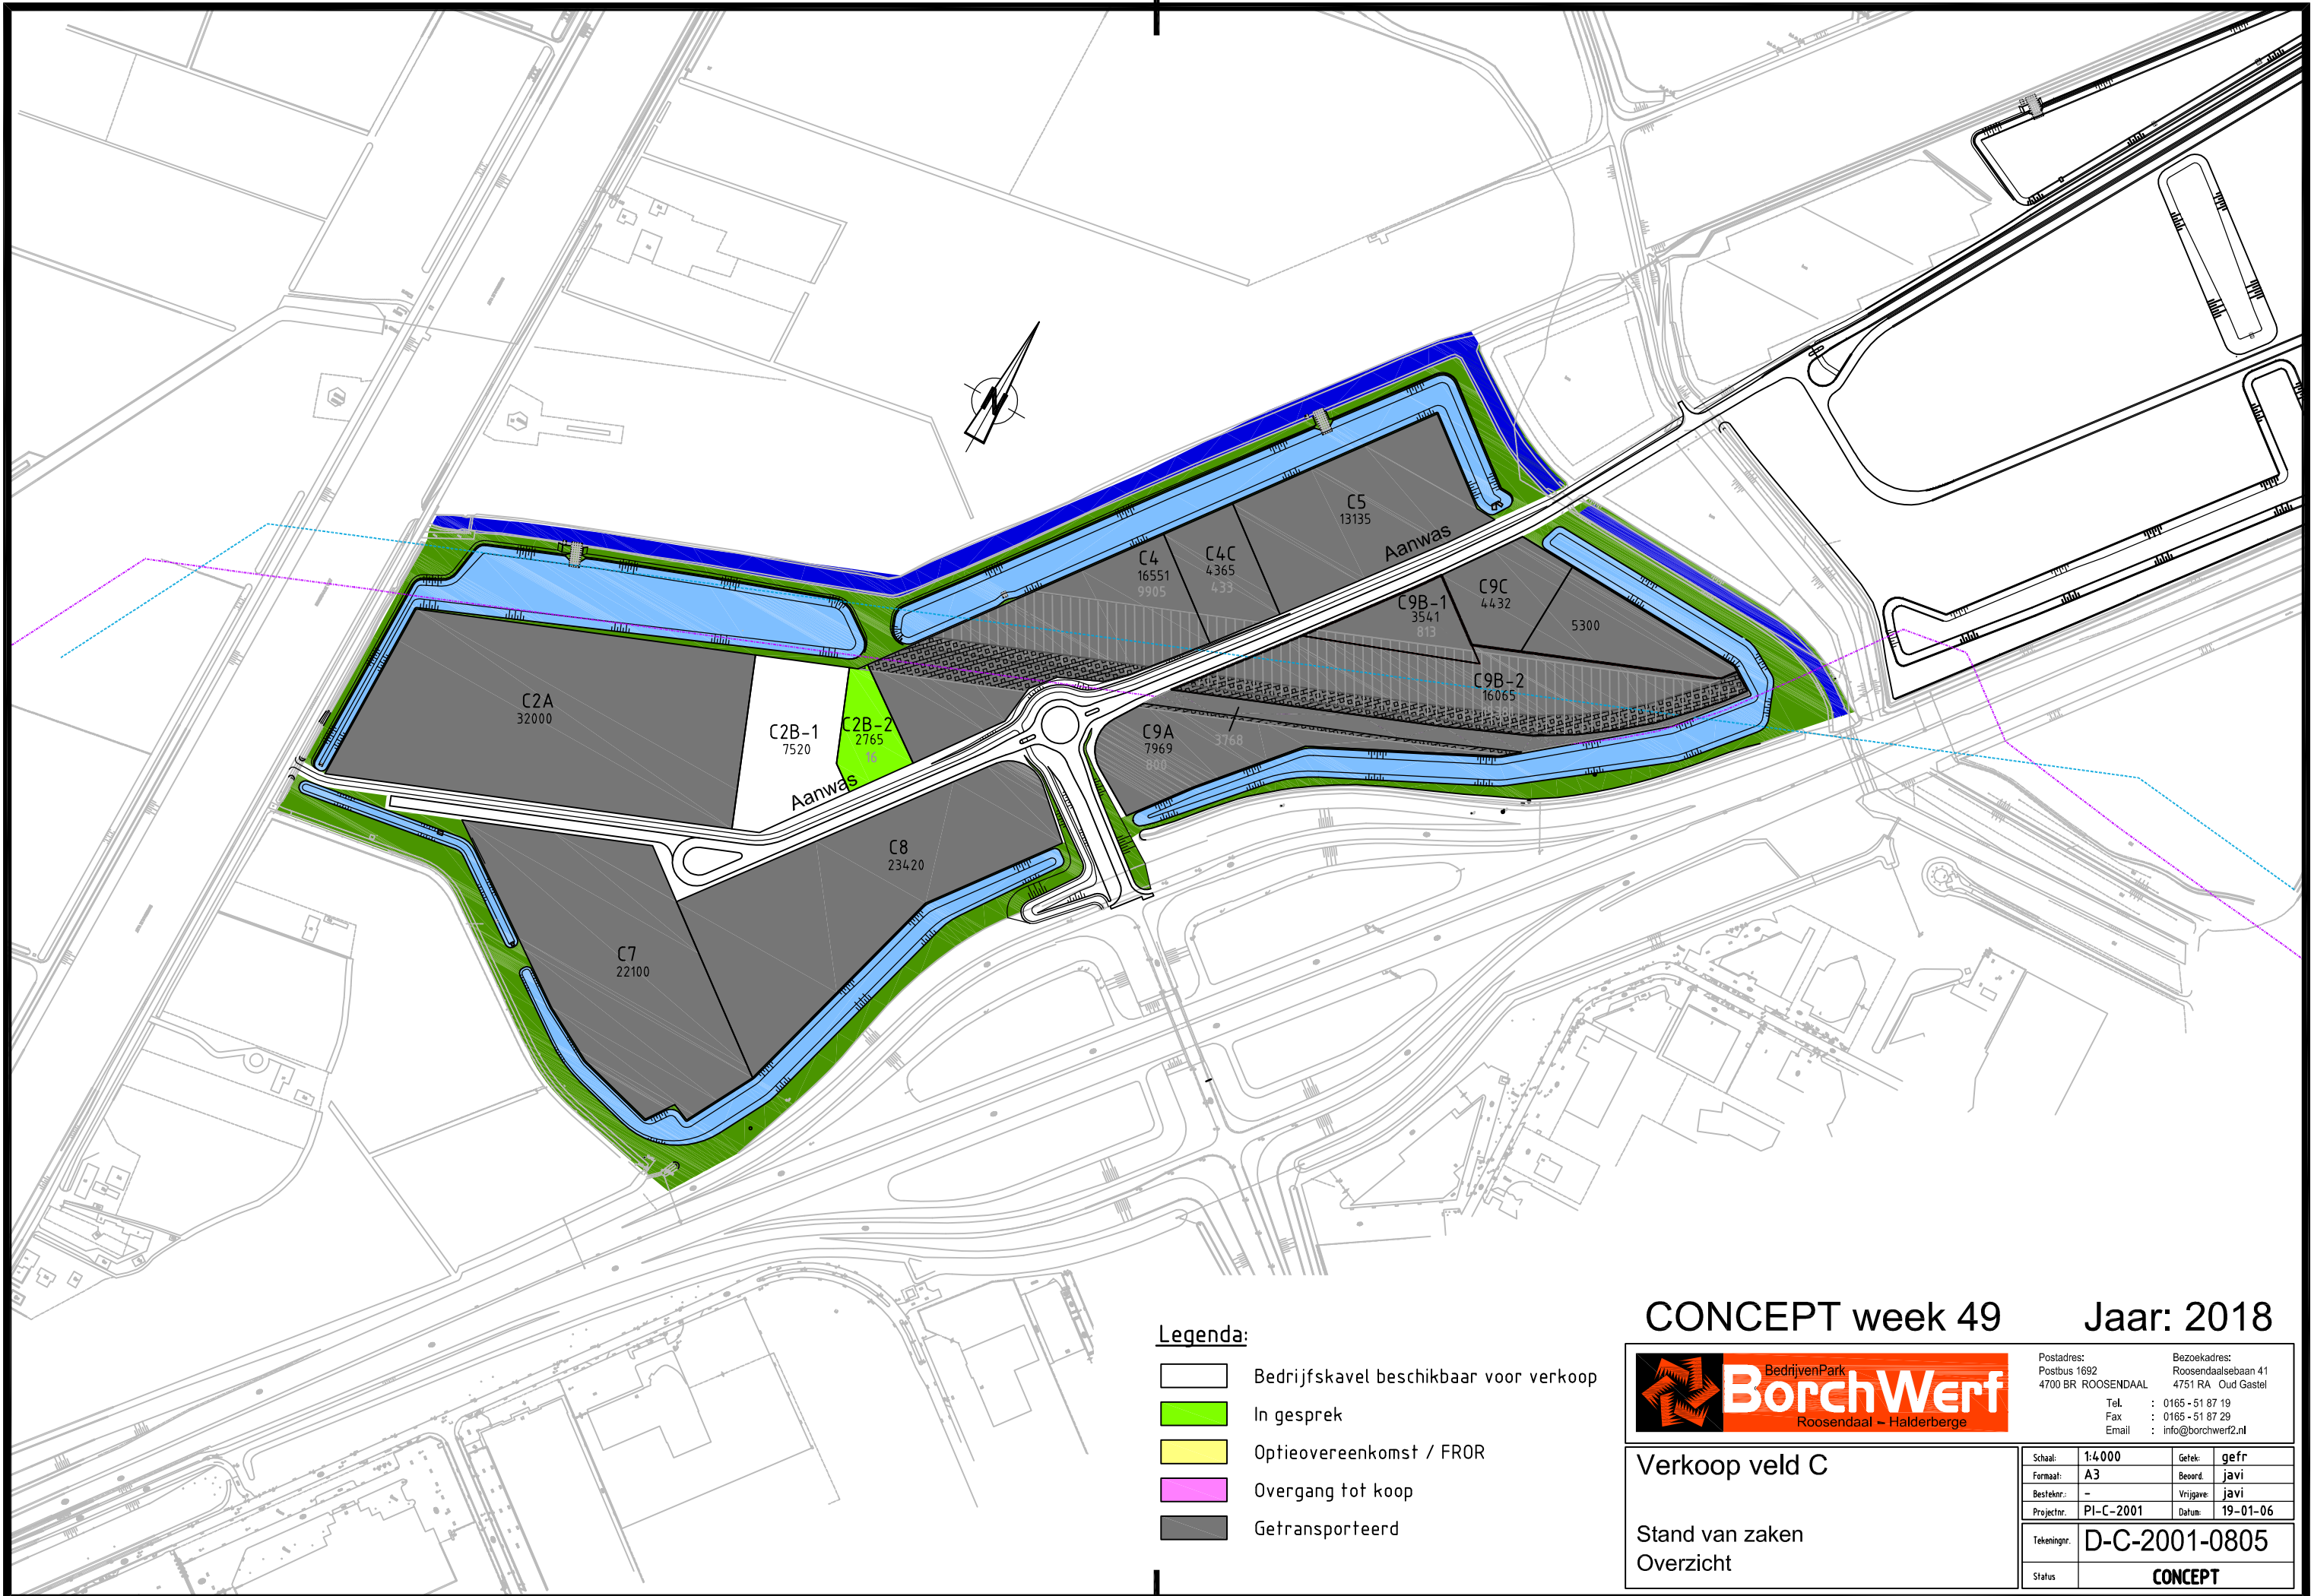 C5
13135
Aanwas
C4
16551
9905
C4C
4365
433
C9C
4432
C9B-1
3541
813
5300
C9B-2
16065
C2A
32000
C2B-1
7520
C2B-2
2765
16
Aanwas
C9A
7969
800
3768
C8
23420
C7
22100
N
Legenda:
Bedrijfskavel beschikbaar voor verkoop
In gesprek
Optieovereenkomst / FROR
Overgang tot koop
Getransporteerd
CONCEPT week 49 Jaar: 2018
BedrijvenPark
BorchWerf
Roosendaal - Halderberge
Postadres:
Postbus 1692
4700 BR ROOSENDAAL
Bezoekadres:
Roosendaalsebaan 41
4751 RA Oud Gastel
Tel. : 0165 - 51 87 19
Fax : 0165 - 51 87 29
Email : info@borchwerf2.nl
Verkoop veld C
Stand van zaken
Overzicht
Schaal: 1:4000 Getek: gefr
Formaat: A3 Beoord. javi
Besteknr.: - Vrijgave: javi
Projectnr. PI-C-2001 Datum: 19-01-06
Tekeningnr. D-C-2001-0805
Status CONCEPT